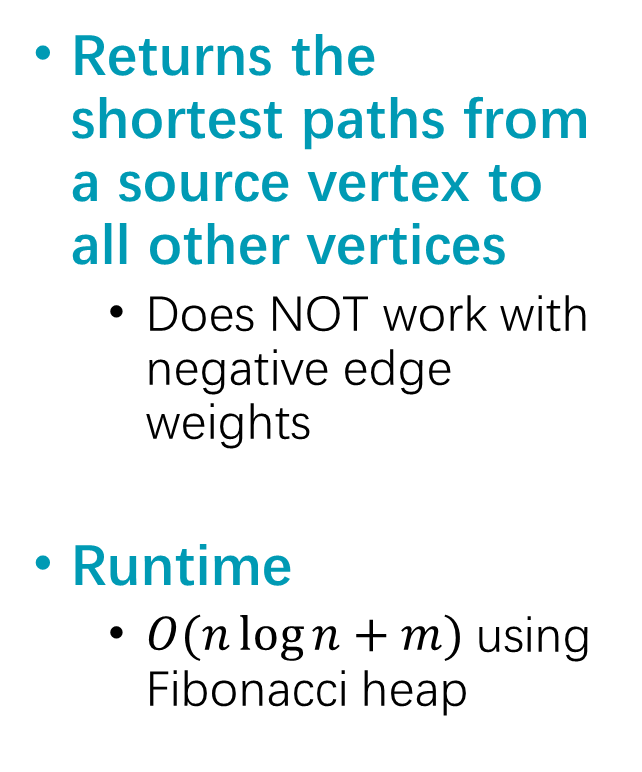 • Returns the
shortest paths from
a source vertex to
all other vertices
• Does NOT work with
negative edge
weights
• Runtime
• O(n log n + m) using
Fibonacci heap